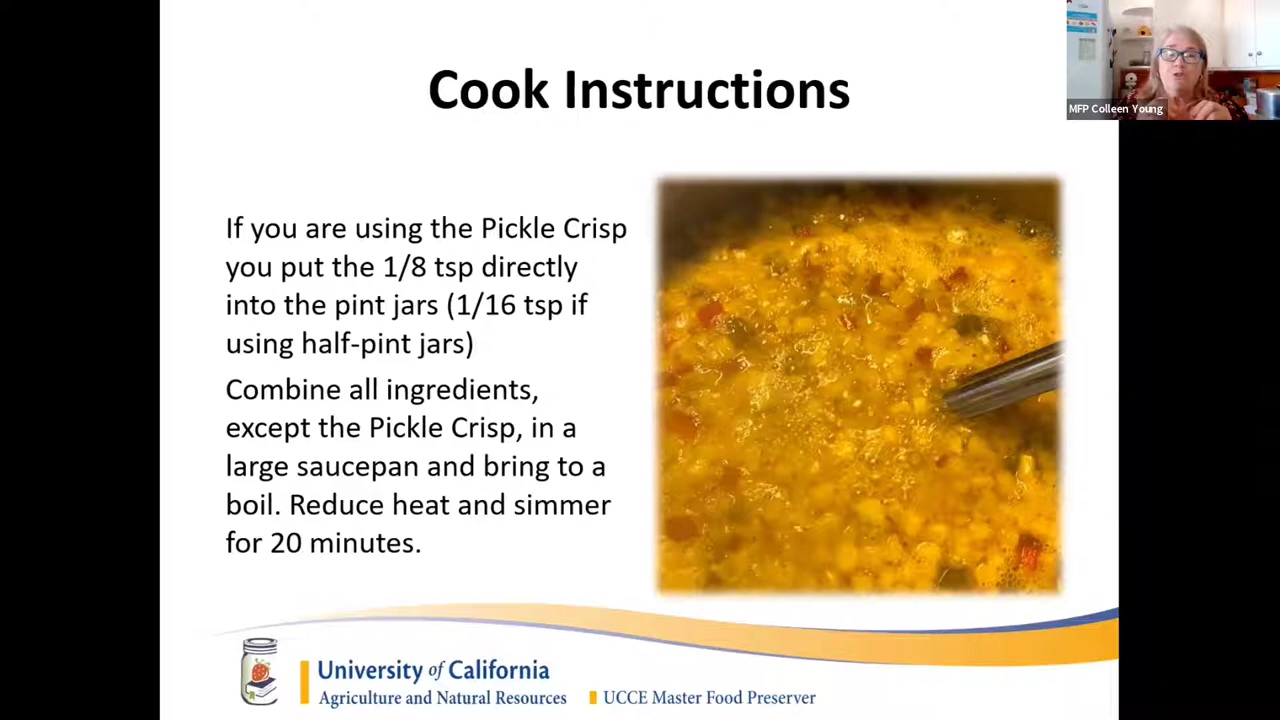 Cook Instructions
MFP Colleen Young
If you are using the Pickle Crisp
you put the 1/8 tsp directly
into the pint jars (1/16 tsp if
using half-pint jars)
Combine all ingredients,
except the Pickle Crisp, in a
large saucepan and bring to a
boil. Reduce heat and simmer
for 20 minutes.
University of California
Agriculture and Natural Resources
UCCE Master Food Preserver